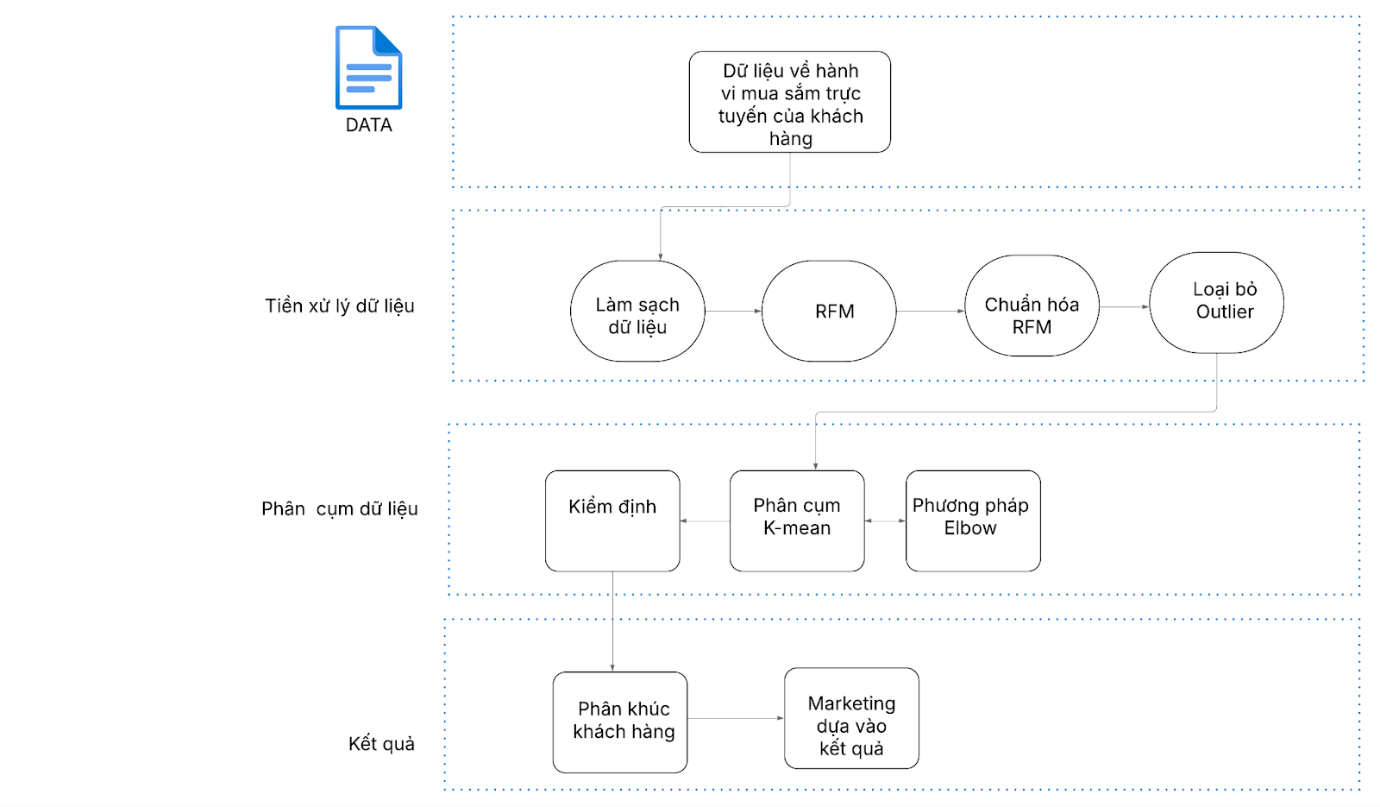 DATA
Dữ liệu về hành
vi mua sắm trực
tuyến của khách
hàng
Tiền xử lý dữ liệu
Làm sạch
dữ liệu
RFM
Chuẩn hóa
RFM
Loại bỏ
Outlier
Phân cụm dữ liệu
Kiểm định
Phân cụm
K-mean
Phương pháp
Elbow
Kết quả
Phân khúc
khách hàng
Marketing
dựa vào
kết quả